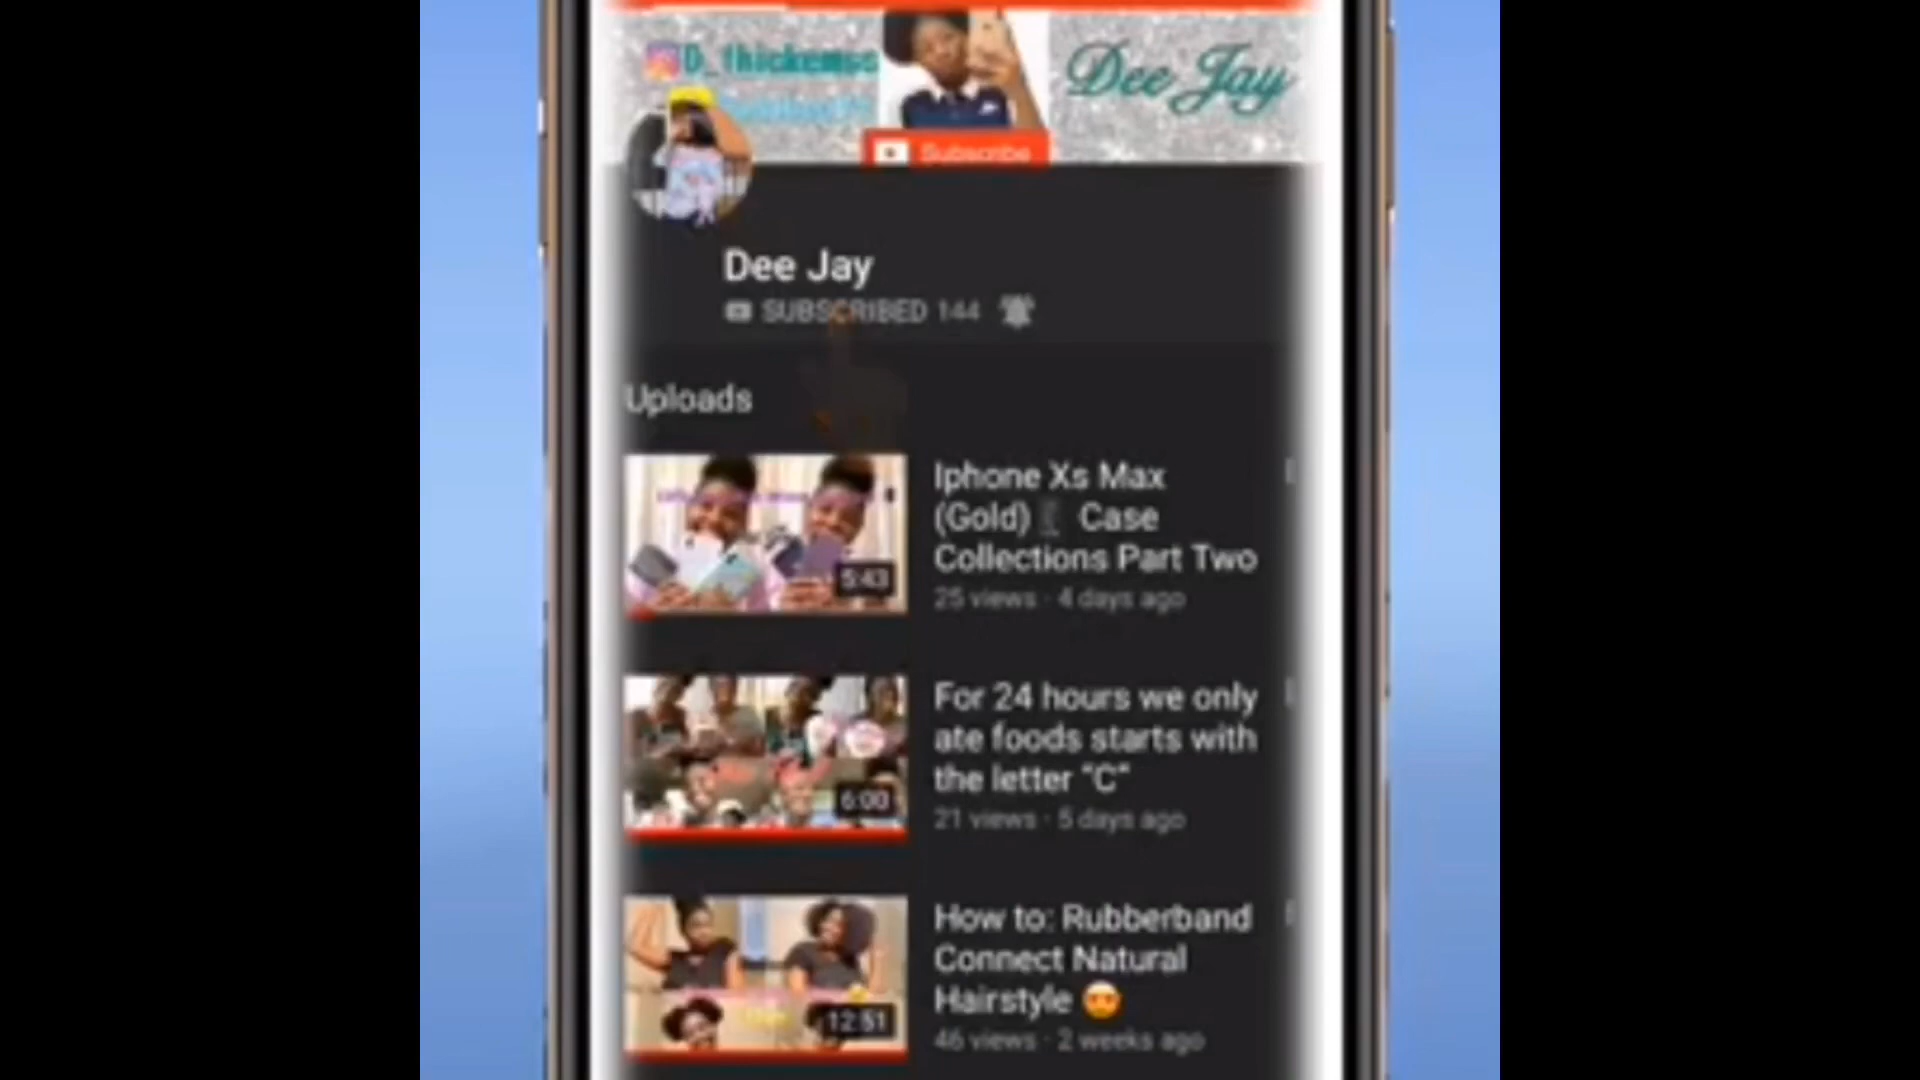 D_thickemss
Dee Jay
Subscribe
Dee Jay
SUBSCRIBED 144
Uploads
Iphone Xs Max
(Gold) Case
Collections Part Two
25 views · 4 days ago
5:43
For 24 hours we only
ate foods starts with
the letter "C"
21 views · 5 days ago
6:00
How to: Rubberband
Connect Natural
Hairstyle
46 views · 2 weeks ago
12:51